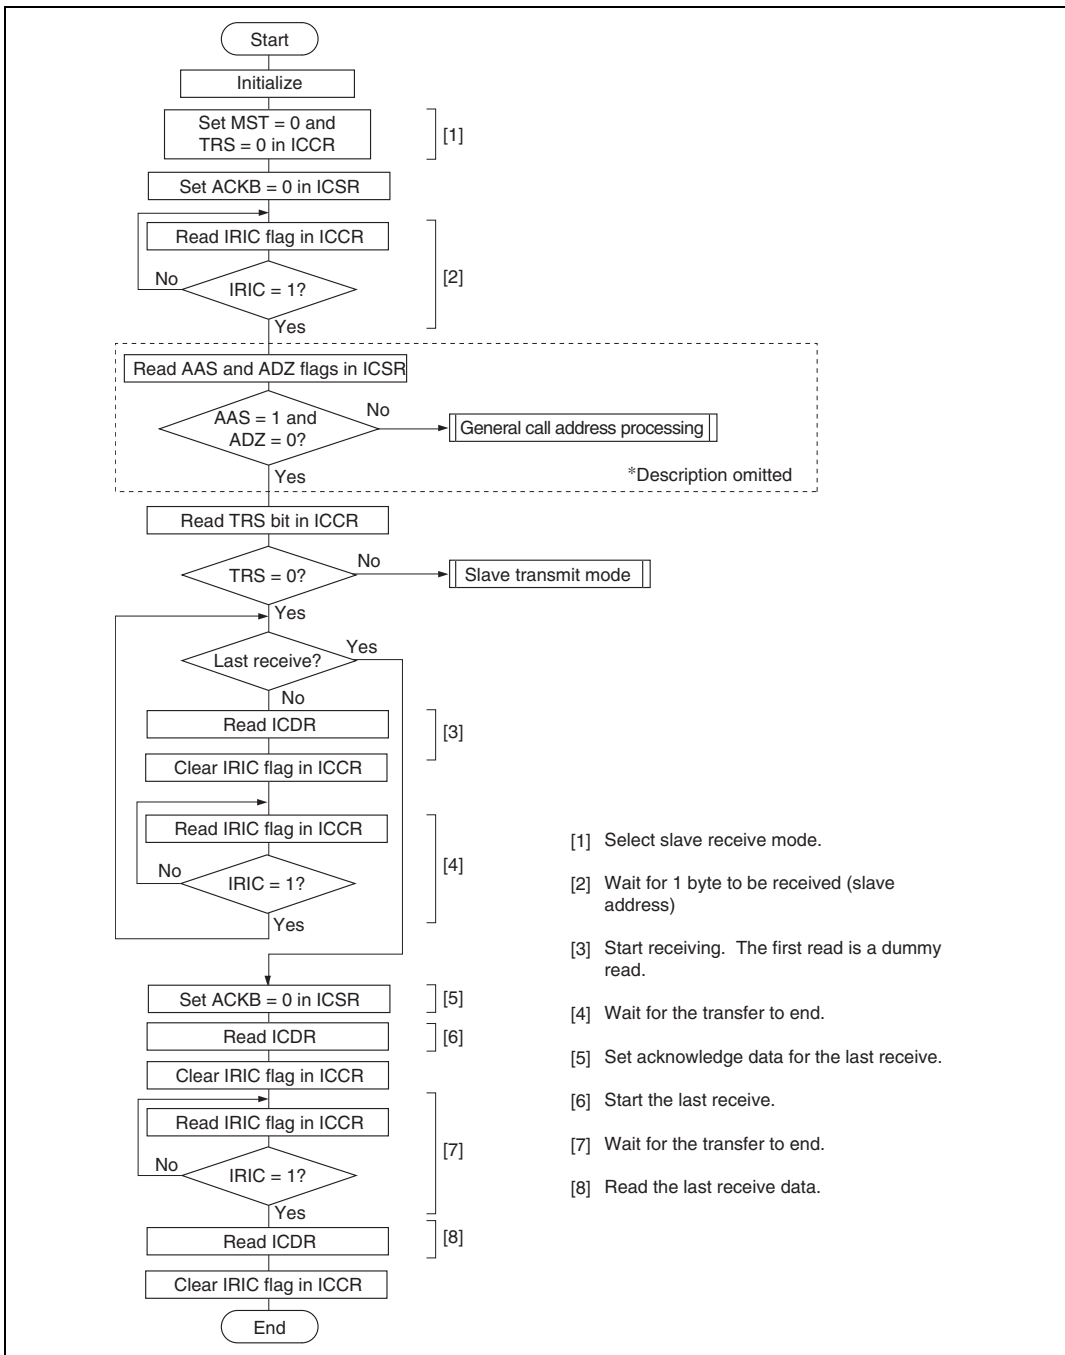 Start
Initialize
Set MST = 0 and
TRS = 0 in ICCR
[1]
Set ACKB = 0 in ICSR
Read IRIC flag in ICCR
No
IRIC = 1?
[2]
Yes
Read AAS and ADZ flags in ICSR
AAS = 1 and
ADZ = 0?
No
General call address processing
Yes
*Description omitted
Read TRS bit in ICCR
TRS = 0?
No
Slave transmit mode
Yes
Last receive?
Yes
No
Read ICDR
[3]
Clear IRIC flag in ICCR
Read IRIC flag in ICCR
No
IRIC = 1?
[4]
Yes
Set ACKB = 0 in ICSR
[5]
Read ICDR
[6]
Clear IRIC flag in ICCR
Read IRIC flag in ICCR
No
IRIC = 1?
[7]
Yes
Read ICDR
[8]
Clear IRIC flag in ICCR
End
[1] Select slave receive mode.
[2] Wait for 1 byte to be received (slave
address)
[3] Start receiving. The first read is a dummy
read.
[4] Wait for the transfer to end.
[5] Set acknowledge data for the last receive.
[6] Start the last receive.
[7] Wait for the transfer to end.
[8] Read the last receive data.